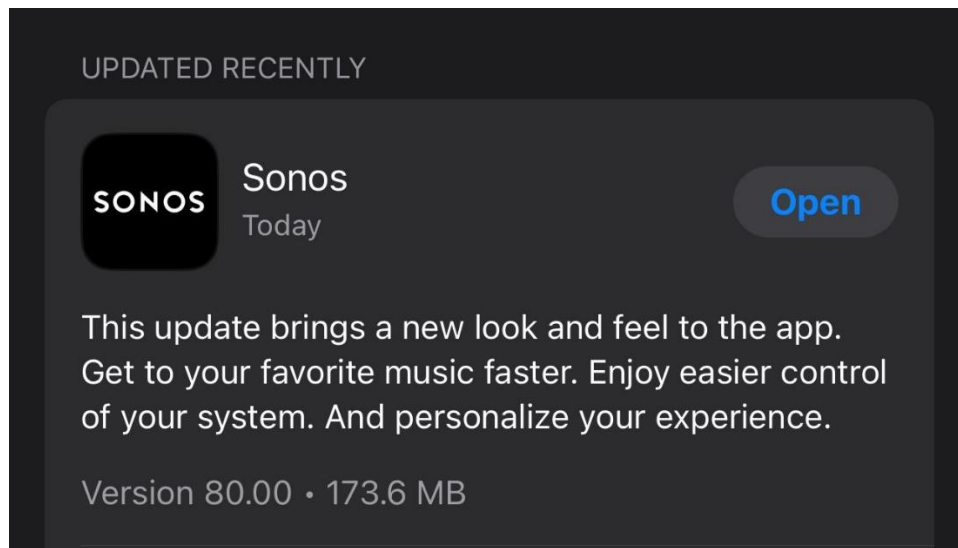 UPDATED RECENTLY
SONOS
Sonos
Today
Open
This update brings a new look and feel to the app.
Get to your favorite music faster. Enjoy easier control
of your system. And personalize your experience.
Version 80.00 • 173.6 MB